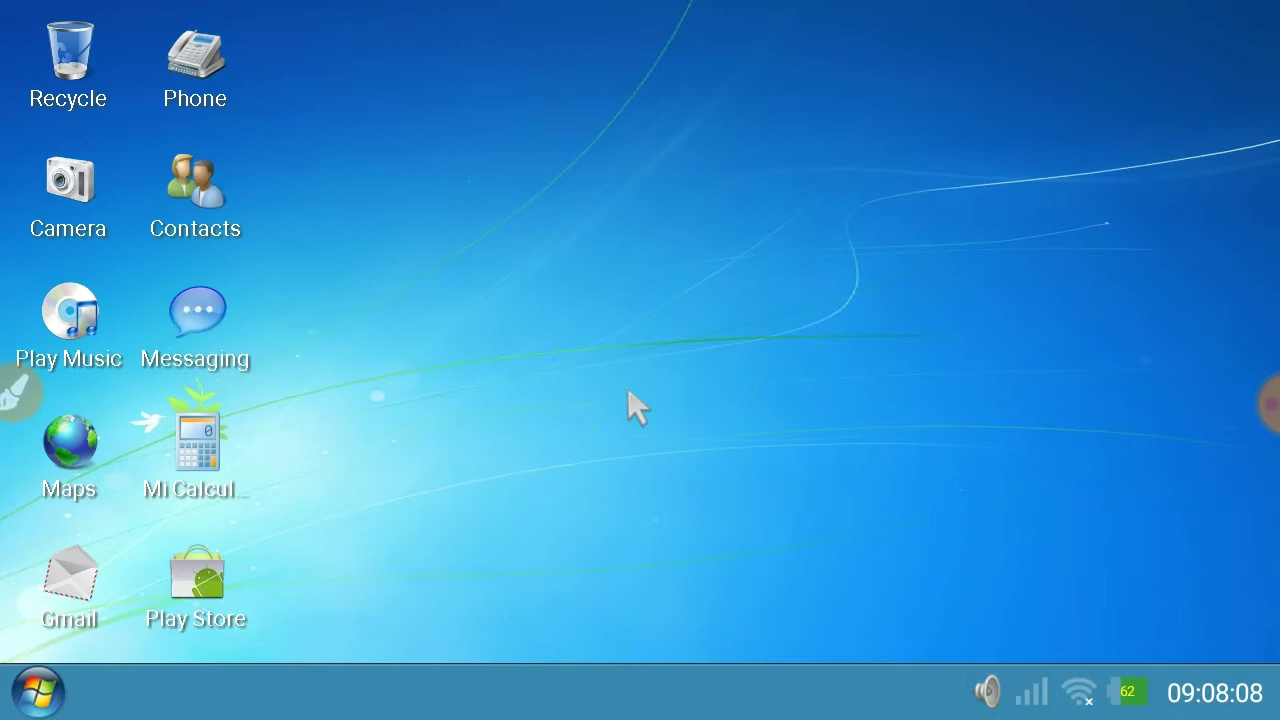 Recycle
Phone
Camera
Contacts
Play Music
Messaging
0
Maps
Mi Calcul...
Gmail
Play Store
62
09:08:08